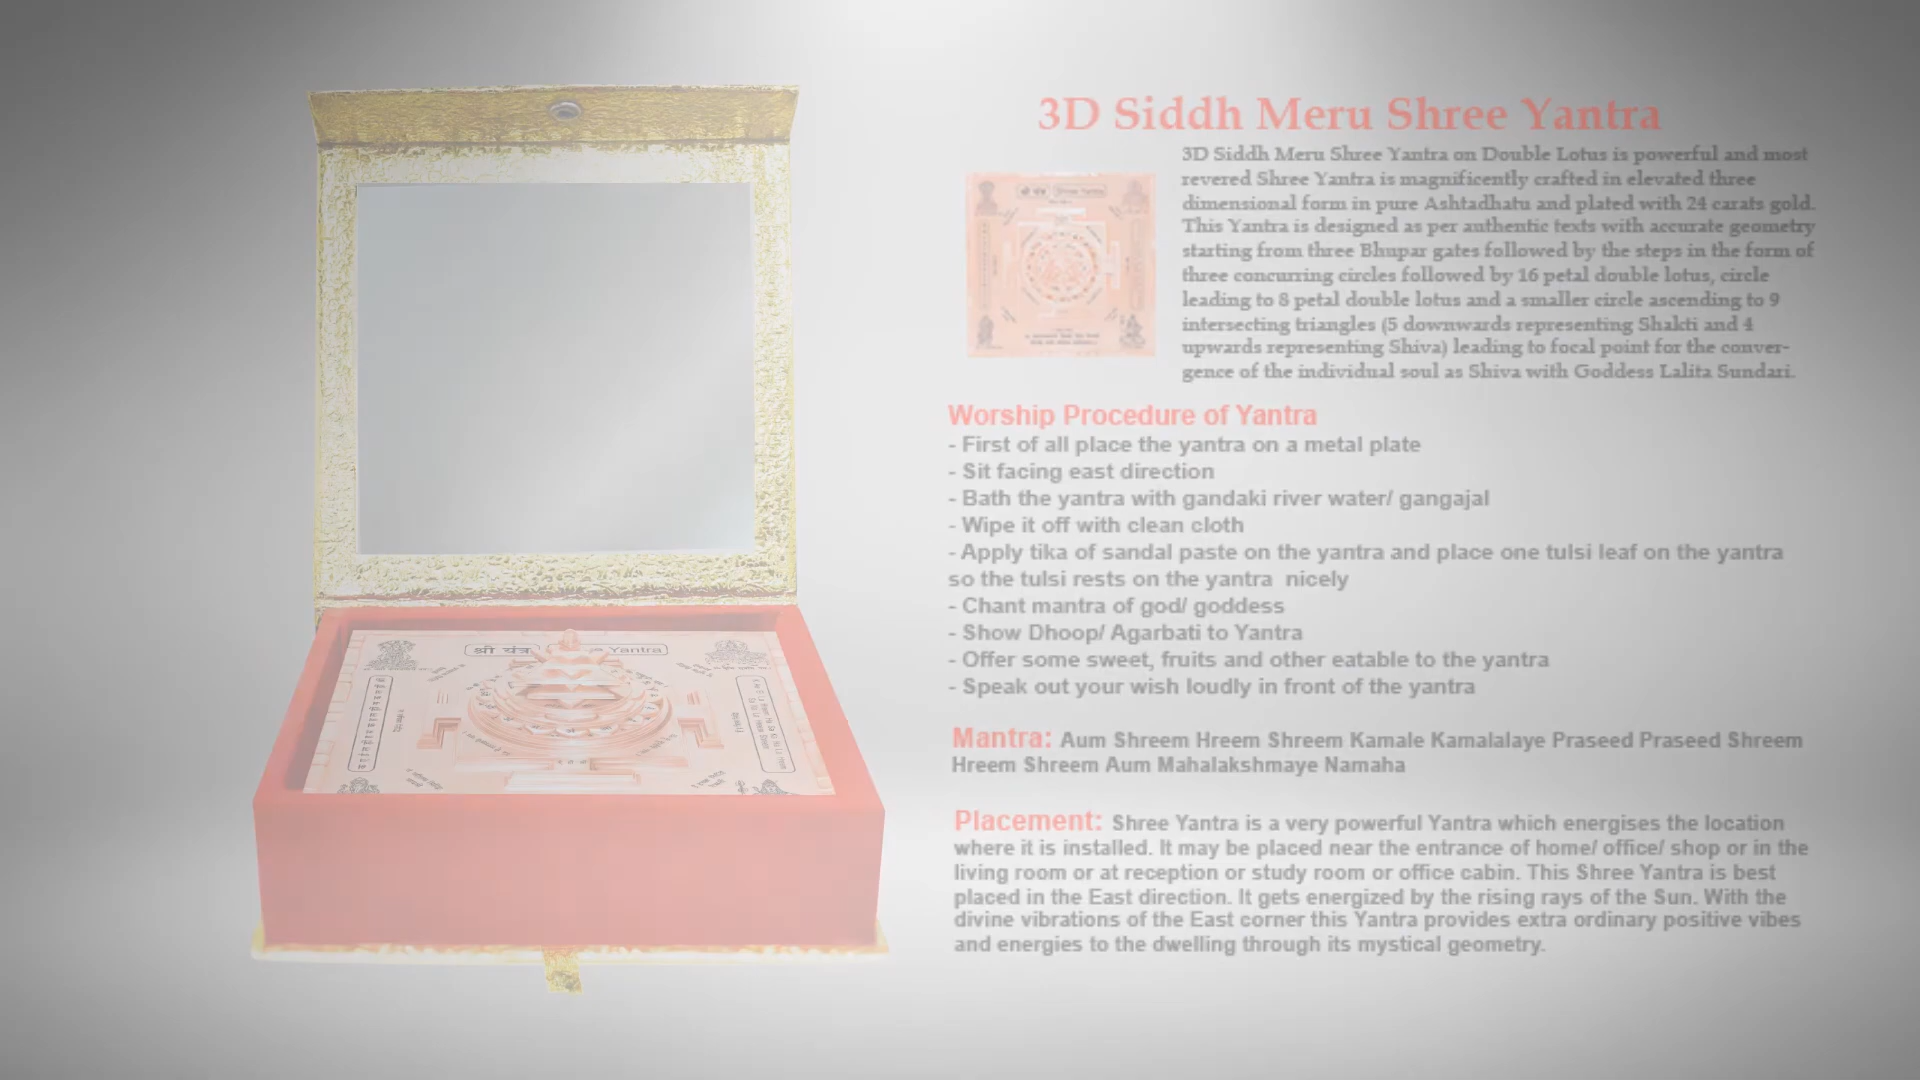 3D Siddh Meru Shree Yantra
3D Siddh Meru Shree Yantra on Double Lotus is powerful and most
revered Shree Yantra is magnificently crafted in elevated three
dimensional form in pure Ashtadhatu and plated with 24 carats gold.
This Yantra is designed as per authentic texts with accurate geometry
starting from three Bhupar gates followed by the steps in the form of
three concurring circles followed by 16 petal double lotus, circle
leading to 8 petal double lotus and a smaller circle ascending to 9
intersecting triangles (5 downwards representing Shakti and 4
upwards representing Shiva) leading to focal point for the conver-
gence of the individual soul as Shiva with Goddess Lalita Sundari.
श्री यंत्र Shree Yantra
Worship Procedure of Yantra
- First of all place the yantra on a metal plate
- Sit facing east direction
- Bath the yantra with gandaki river water/ gangajal
- Wipe it off with clean cloth
- Apply tika of sandal paste on the yantra and place one tulsi leaf on the yantra
so the tulsi rests on the yantra  nicely
- Chant mantra of god/ goddess
- Show Dhoop/ Agarbati to Yantra
- Offer some sweet, fruits and other eatable to the yantra
- Speak out your wish loudly in front of the yantra
Mantra: Aum Shreem Hreem Shreem Kamale Kamalalaye Praseed Praseed Shreem
Hreem Shreem Aum Mahalakshmaye Namaha
Placement: Shree Yantra is a very powerful Yantra which energises the location
where it is installed. It may be placed near the entrance of home/ office/ shop or in the
living room or at reception or study room or office cabin. This Shree Yantra is best
placed in the East direction. It gets energized by the rising rays of the Sun. With the
divine vibrations of the East corner this Yantra provides extra ordinary positive vibes
and energies to the dwelling through its mystical geometry.
श्री यंत्र Yantra